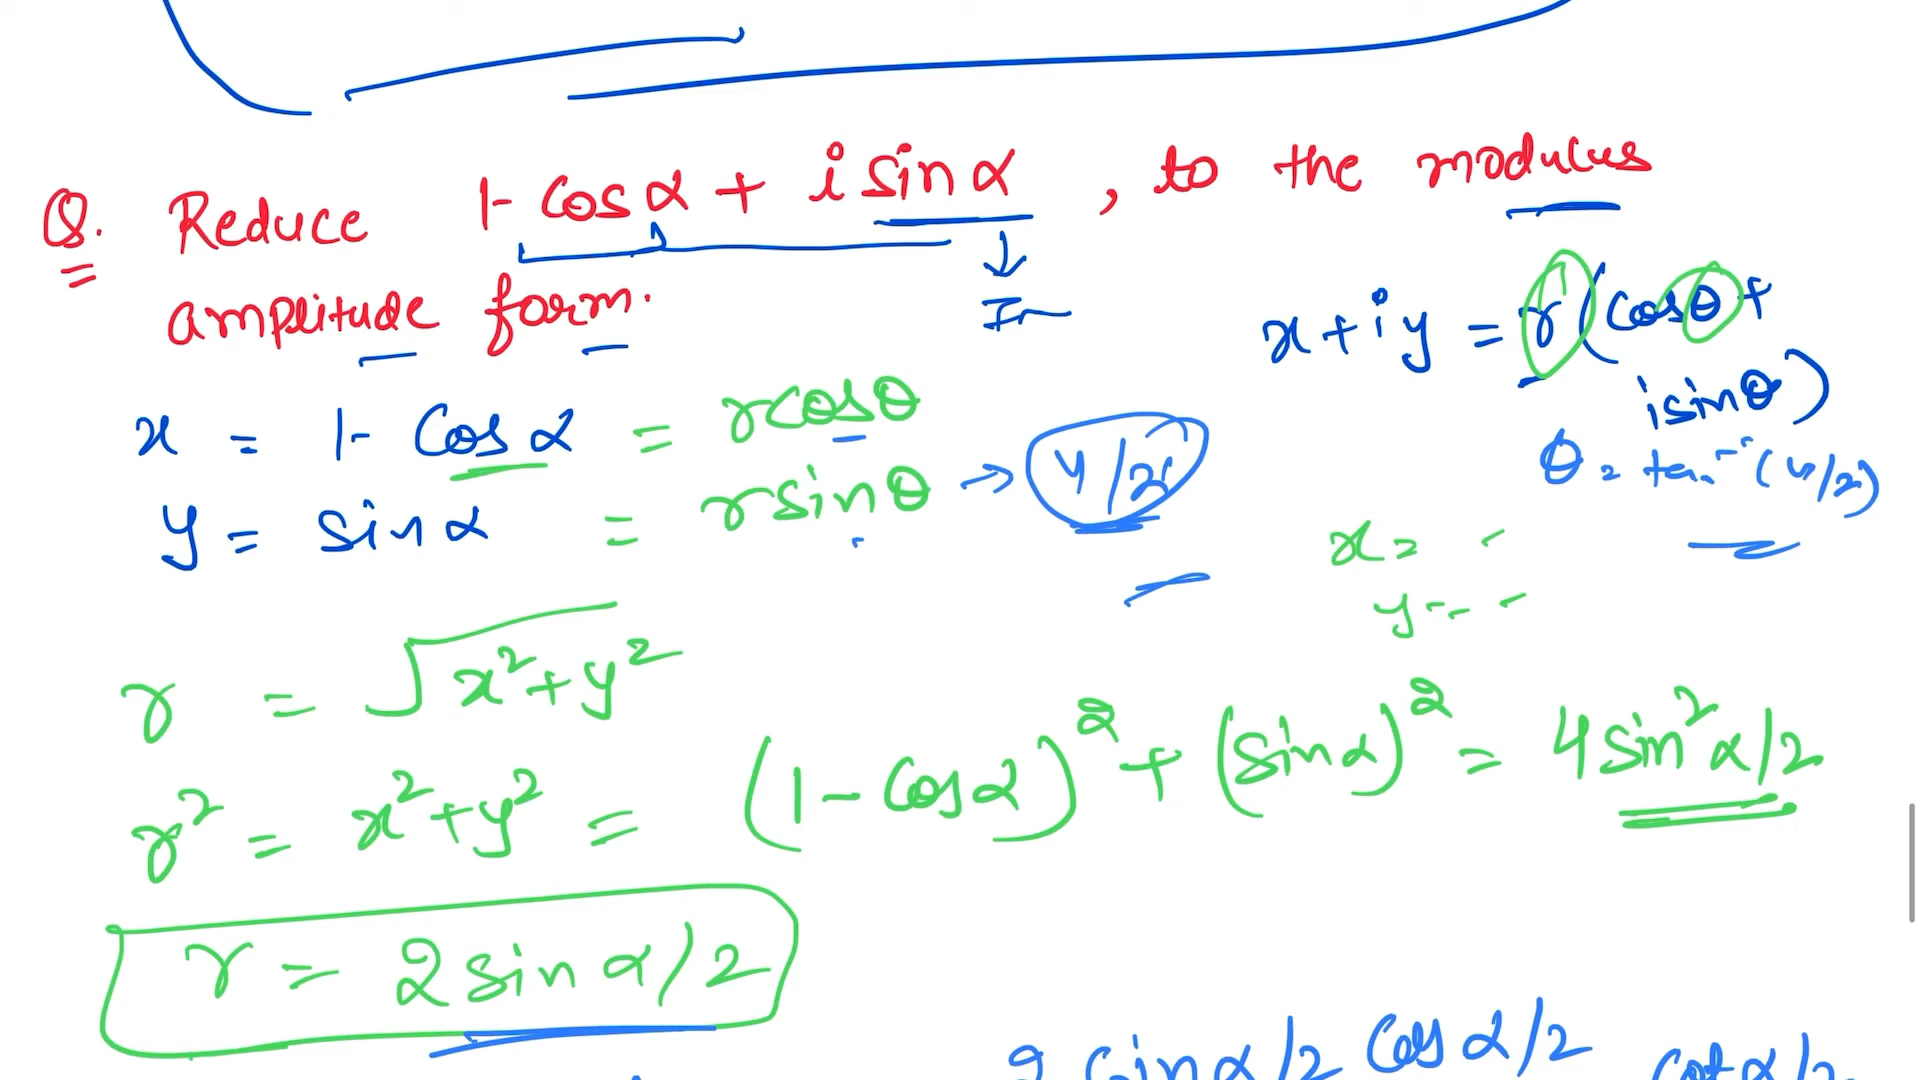 Q. Reduce 1- cos α + i sin α , to the modulus
amplitude form.
Im
x + iy = r (cos θ +
i sin θ)
θ = tan⁻¹ (y/x)
x = 1- Cos α = r cos θ
y = sin α = r sin θ → y/x
x =
y =
r = √x²+y²
r² = x²+y² = (1- Cos α)² + (sin α)² = 4 sin² α/2
r = 2 sin α/2
2 sin α/2 Cos α/2 cot α/2